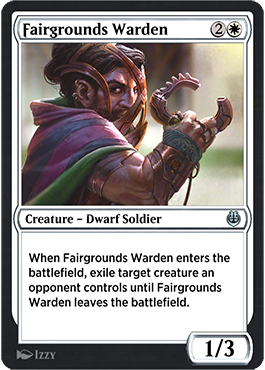 Fairgrounds Warden 2
Creature – Dwarf Soldier
When Fairgrounds Warden enters the
battlefield, exile target creature an
opponent controls until Fairgrounds
Warden leaves the battlefield.
Izzy
1/3